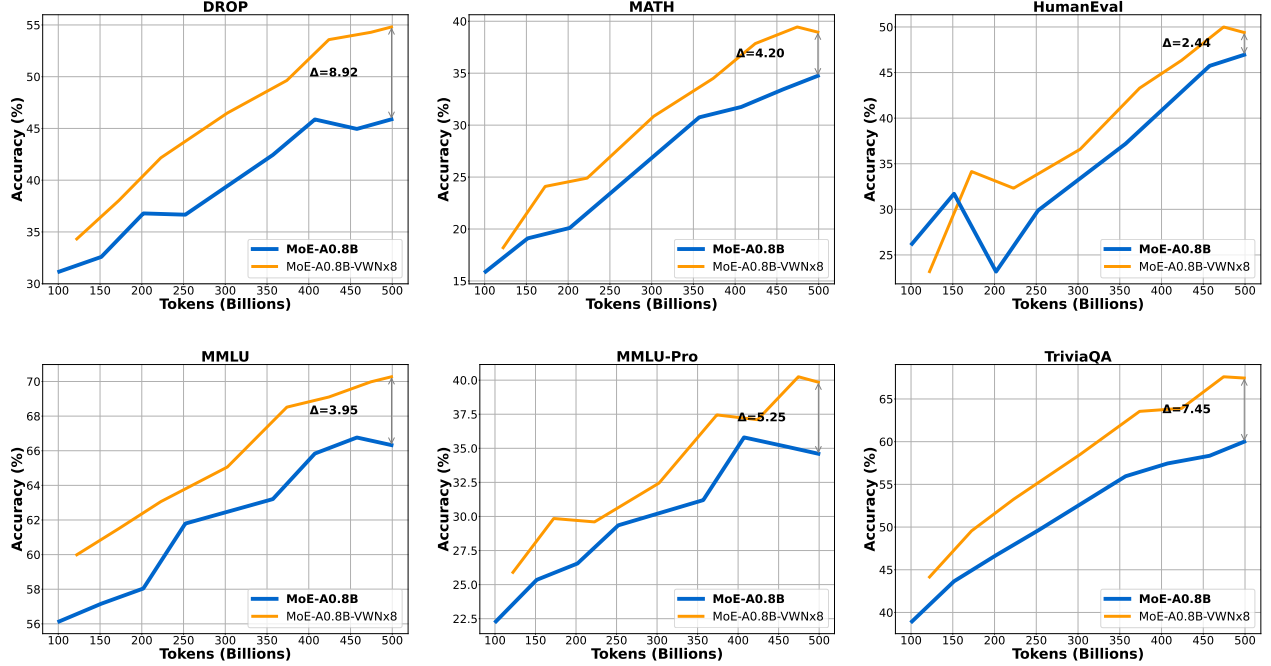 DROP
Accuracy (%)
55
50
45
40
35
30
Δ=8.92
MoE-A0.8B
MoE-A0.8B-VWNx8
100 150 200 250 300 350 400 450 500
Tokens (Billions)
MATH
Accuracy (%)
40
35
30
25
20
15
Δ=4.20
MoE-A0.8B
MoE-A0.8B-VWNx8
100 150 200 250 300 350 400 450 500
Tokens (Billions)
HumanEval
Accuracy (%)
50
45
40
35
30
25
Δ=2.44
MoE-A0.8B
MoE-A0.8B-VWNx8
100 150 200 250 300 350 400 450 500
Tokens (Billions)
MMLU
Accuracy (%)
70
68
66
64
62
60
58
56
Δ=3.95
MoE-A0.8B
MoE-A0.8B-VWNx8
100 150 200 250 300 350 400 450 500
Tokens (Billions)
MMLU-Pro
Accuracy (%)
40.0
37.5
35.0
32.5
30.0
27.5
25.0
22.5
Δ=5.25
MoE-A0.8B
MoE-A0.8B-VWNx8
100 150 200 250 300 350 400 450 500
Tokens (Billions)
TriviaQA
Accuracy (%)
65
60
55
50
45
40
Δ=7.45
MoE-A0.8B
MoE-A0.8B-VWNx8
100 150 200 250 300 350 400 450 500
Tokens (Billions)